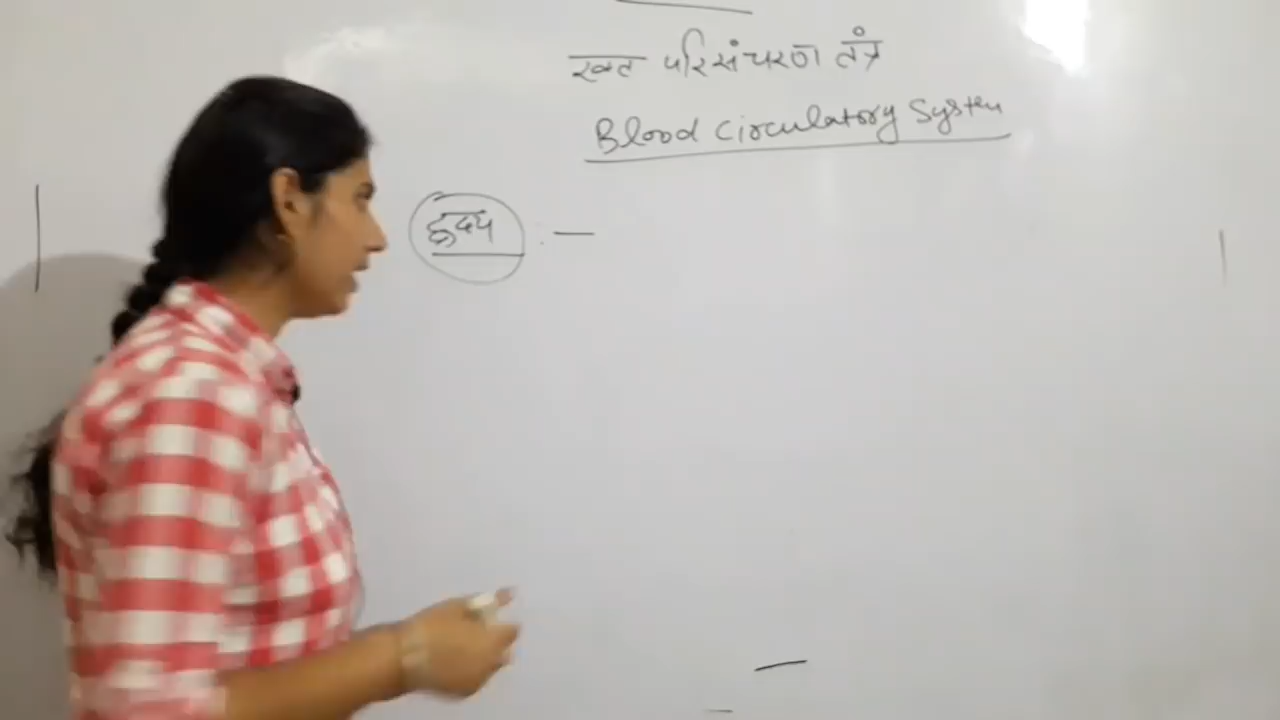 रक्त परिसंचरण तंत्र
Blood Circulatory System
हृदय :-